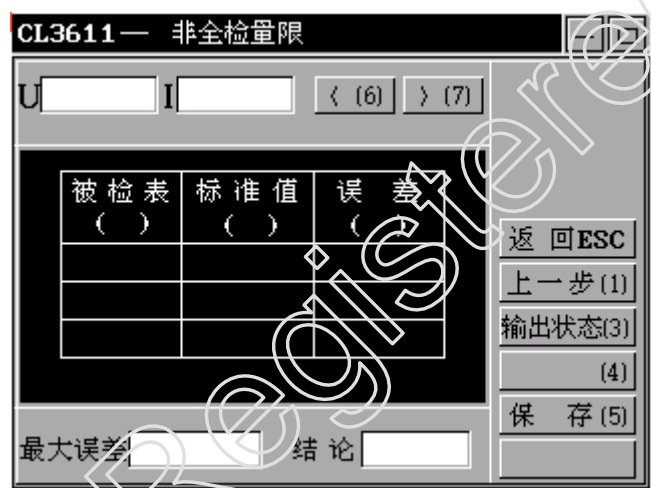 CL3611— 非全检量限
U I 〈 (6) 〉 (7)
被检表 标准值 误差
( ) ( ) ( )
返回ESC
上一步(1)
输出状态(3)
(4)
保存(5)
最大误差 结论
Registere